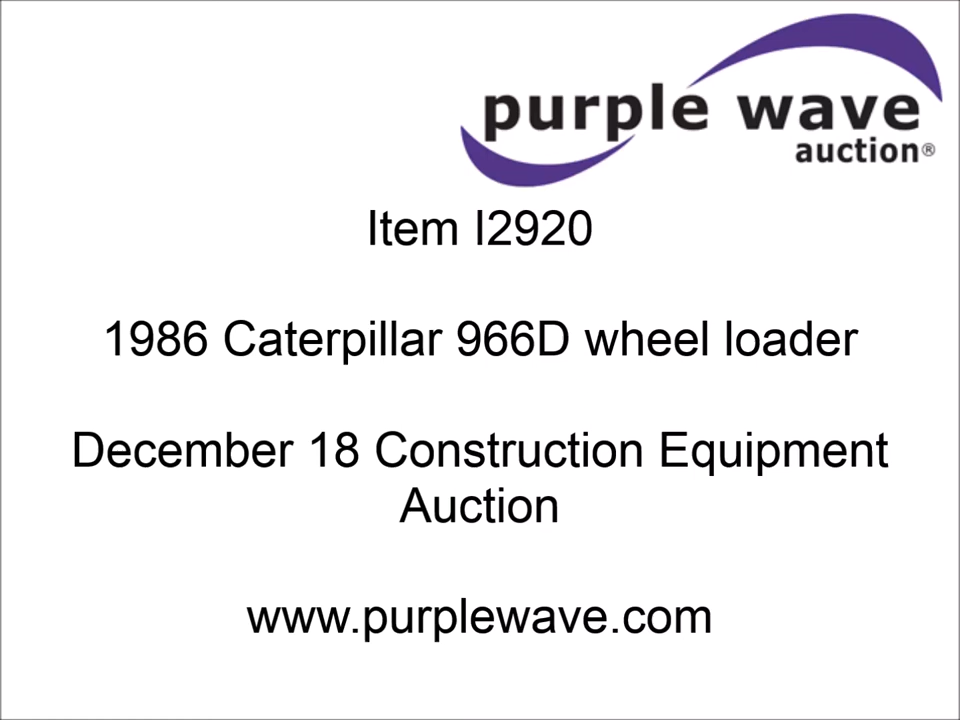 purple wave
auction®
Item I2920
1986 Caterpillar 966D wheel loader
December 18 Construction Equipment
Auction
www.purplewave.com